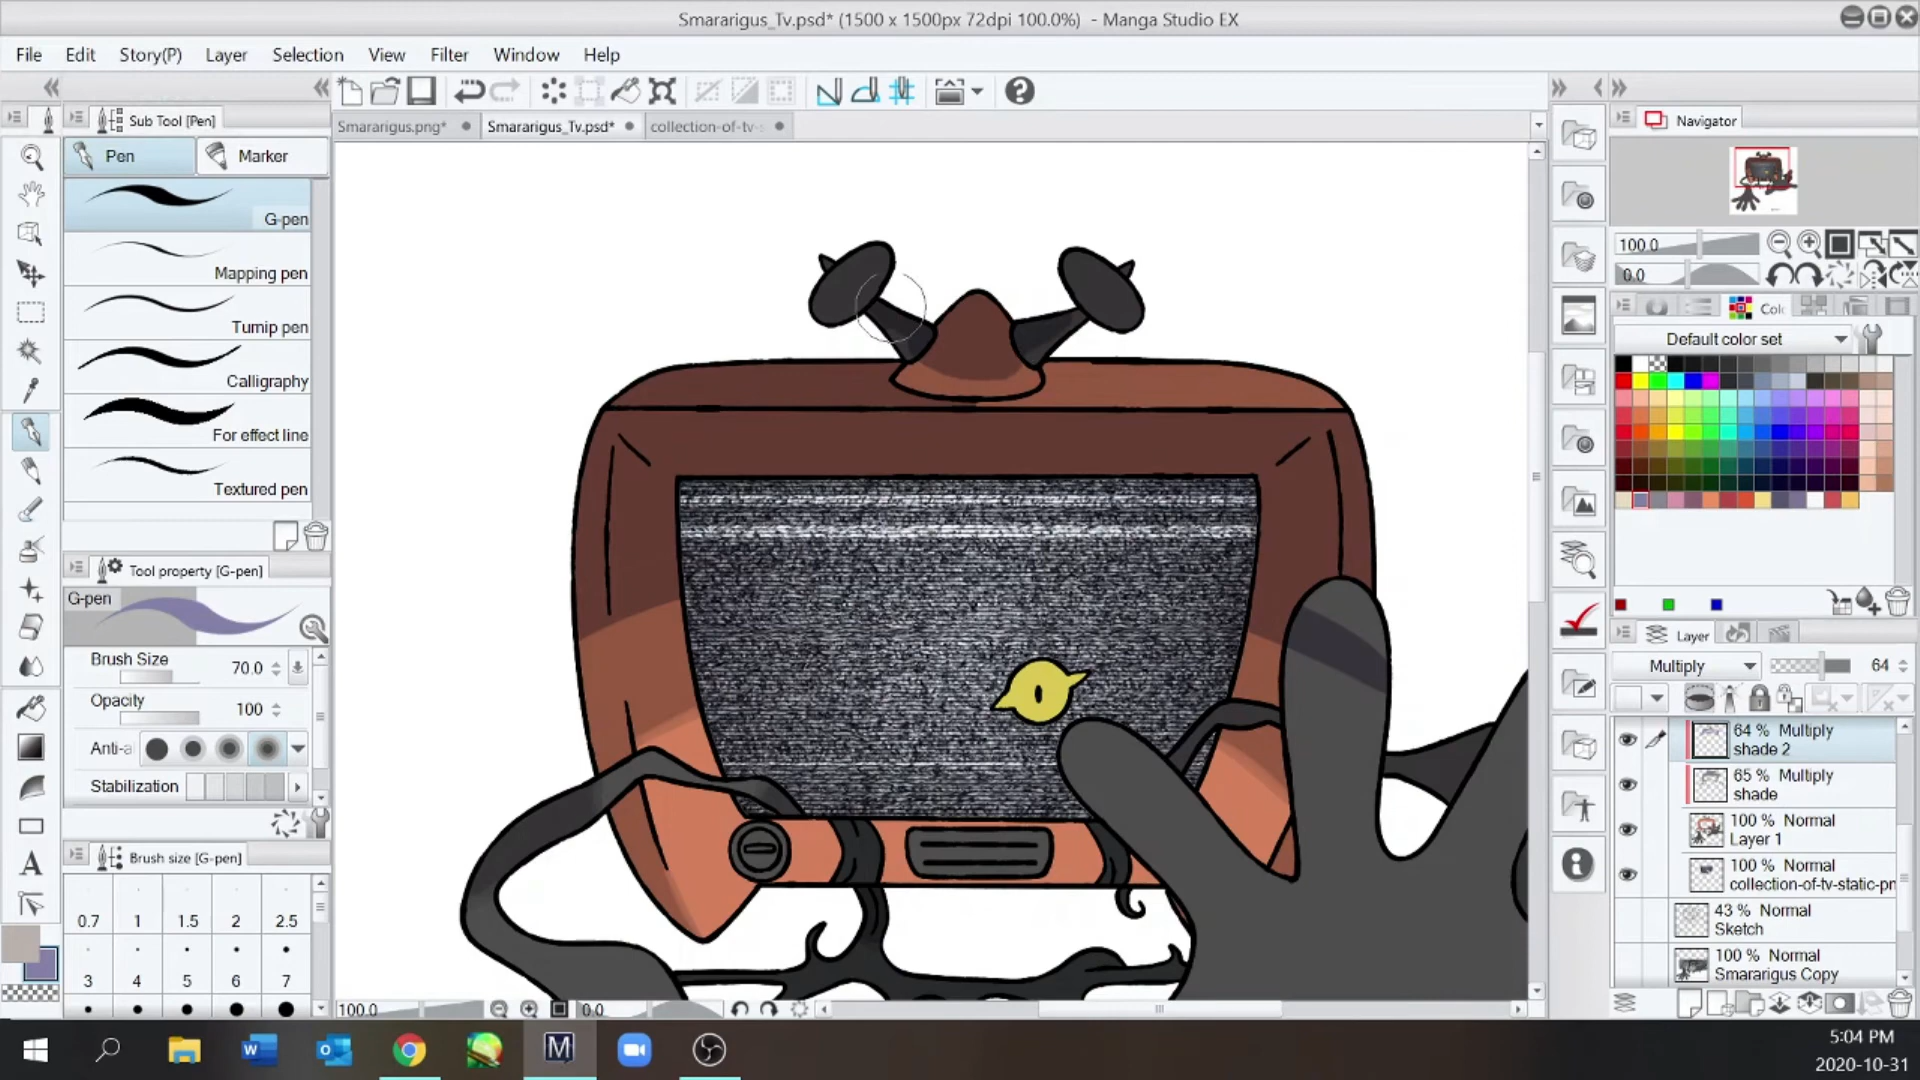 Smararigus_Tv.psd* (1500 x 1500px 72dpi 100.0%)  - Manga Studio EX
File Edit Story(P) Layer Selection View Filter Window Help
Sub Tool [Pen]
Smararigus.png* Smararigus_Tv.psd* collection-of-tv-s
Navigator
Pen Marker
G-pen
Mapping pen
Turnip pen
Calligraphy
For effect line
Textured pen
100.0
0.0
Default color set
Tool property [G-pen]
G-pen
Brush Size 70.0
Opacity 100
Anti-a
Stabilization
Brush size [G-pen]
0.7 1 1.5 2 2.5
3 4 5 6 7
Layer
Multiply 64
64 % Multiply
shade 2
65 % Multiply
shade
100 % Normal
Layer 1
100 % Normal
collection-of-tv-static-pr
43 % Normal
Sketch
100 % Normal
Smararigus Copy
100.0 0.0
5:04 PM
2020-10-31